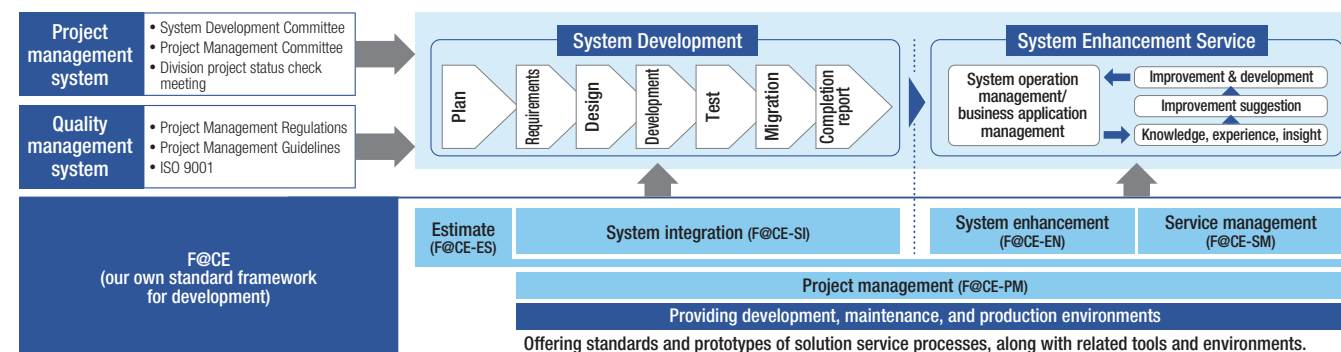 Project
management
system
• System Development Committee
• Project Management Committee
• Division project status check
meeting
Quality
management
system
• Project Management Regulations
• Project Management Guidelines
• ISO 9001
System Development
Plan
Requirements
Design
Development
Test
Migration
Completion
report
System Enhancement Service
System operation
management/
business application
management
Improvement & development
Improvement suggestion
Knowledge, experience, insight
F@CE
(our own standard framework
for development)
Estimate
(F@CE-ES)
System integration (F@CE-SI)
System enhancement
(F@CE-EN)
Service management
(F@CE-SM)
Project management (F@CE-PM)
Providing development, maintenance, and production environments
Offering standards and prototypes of solution service processes, along with related tools and environments.